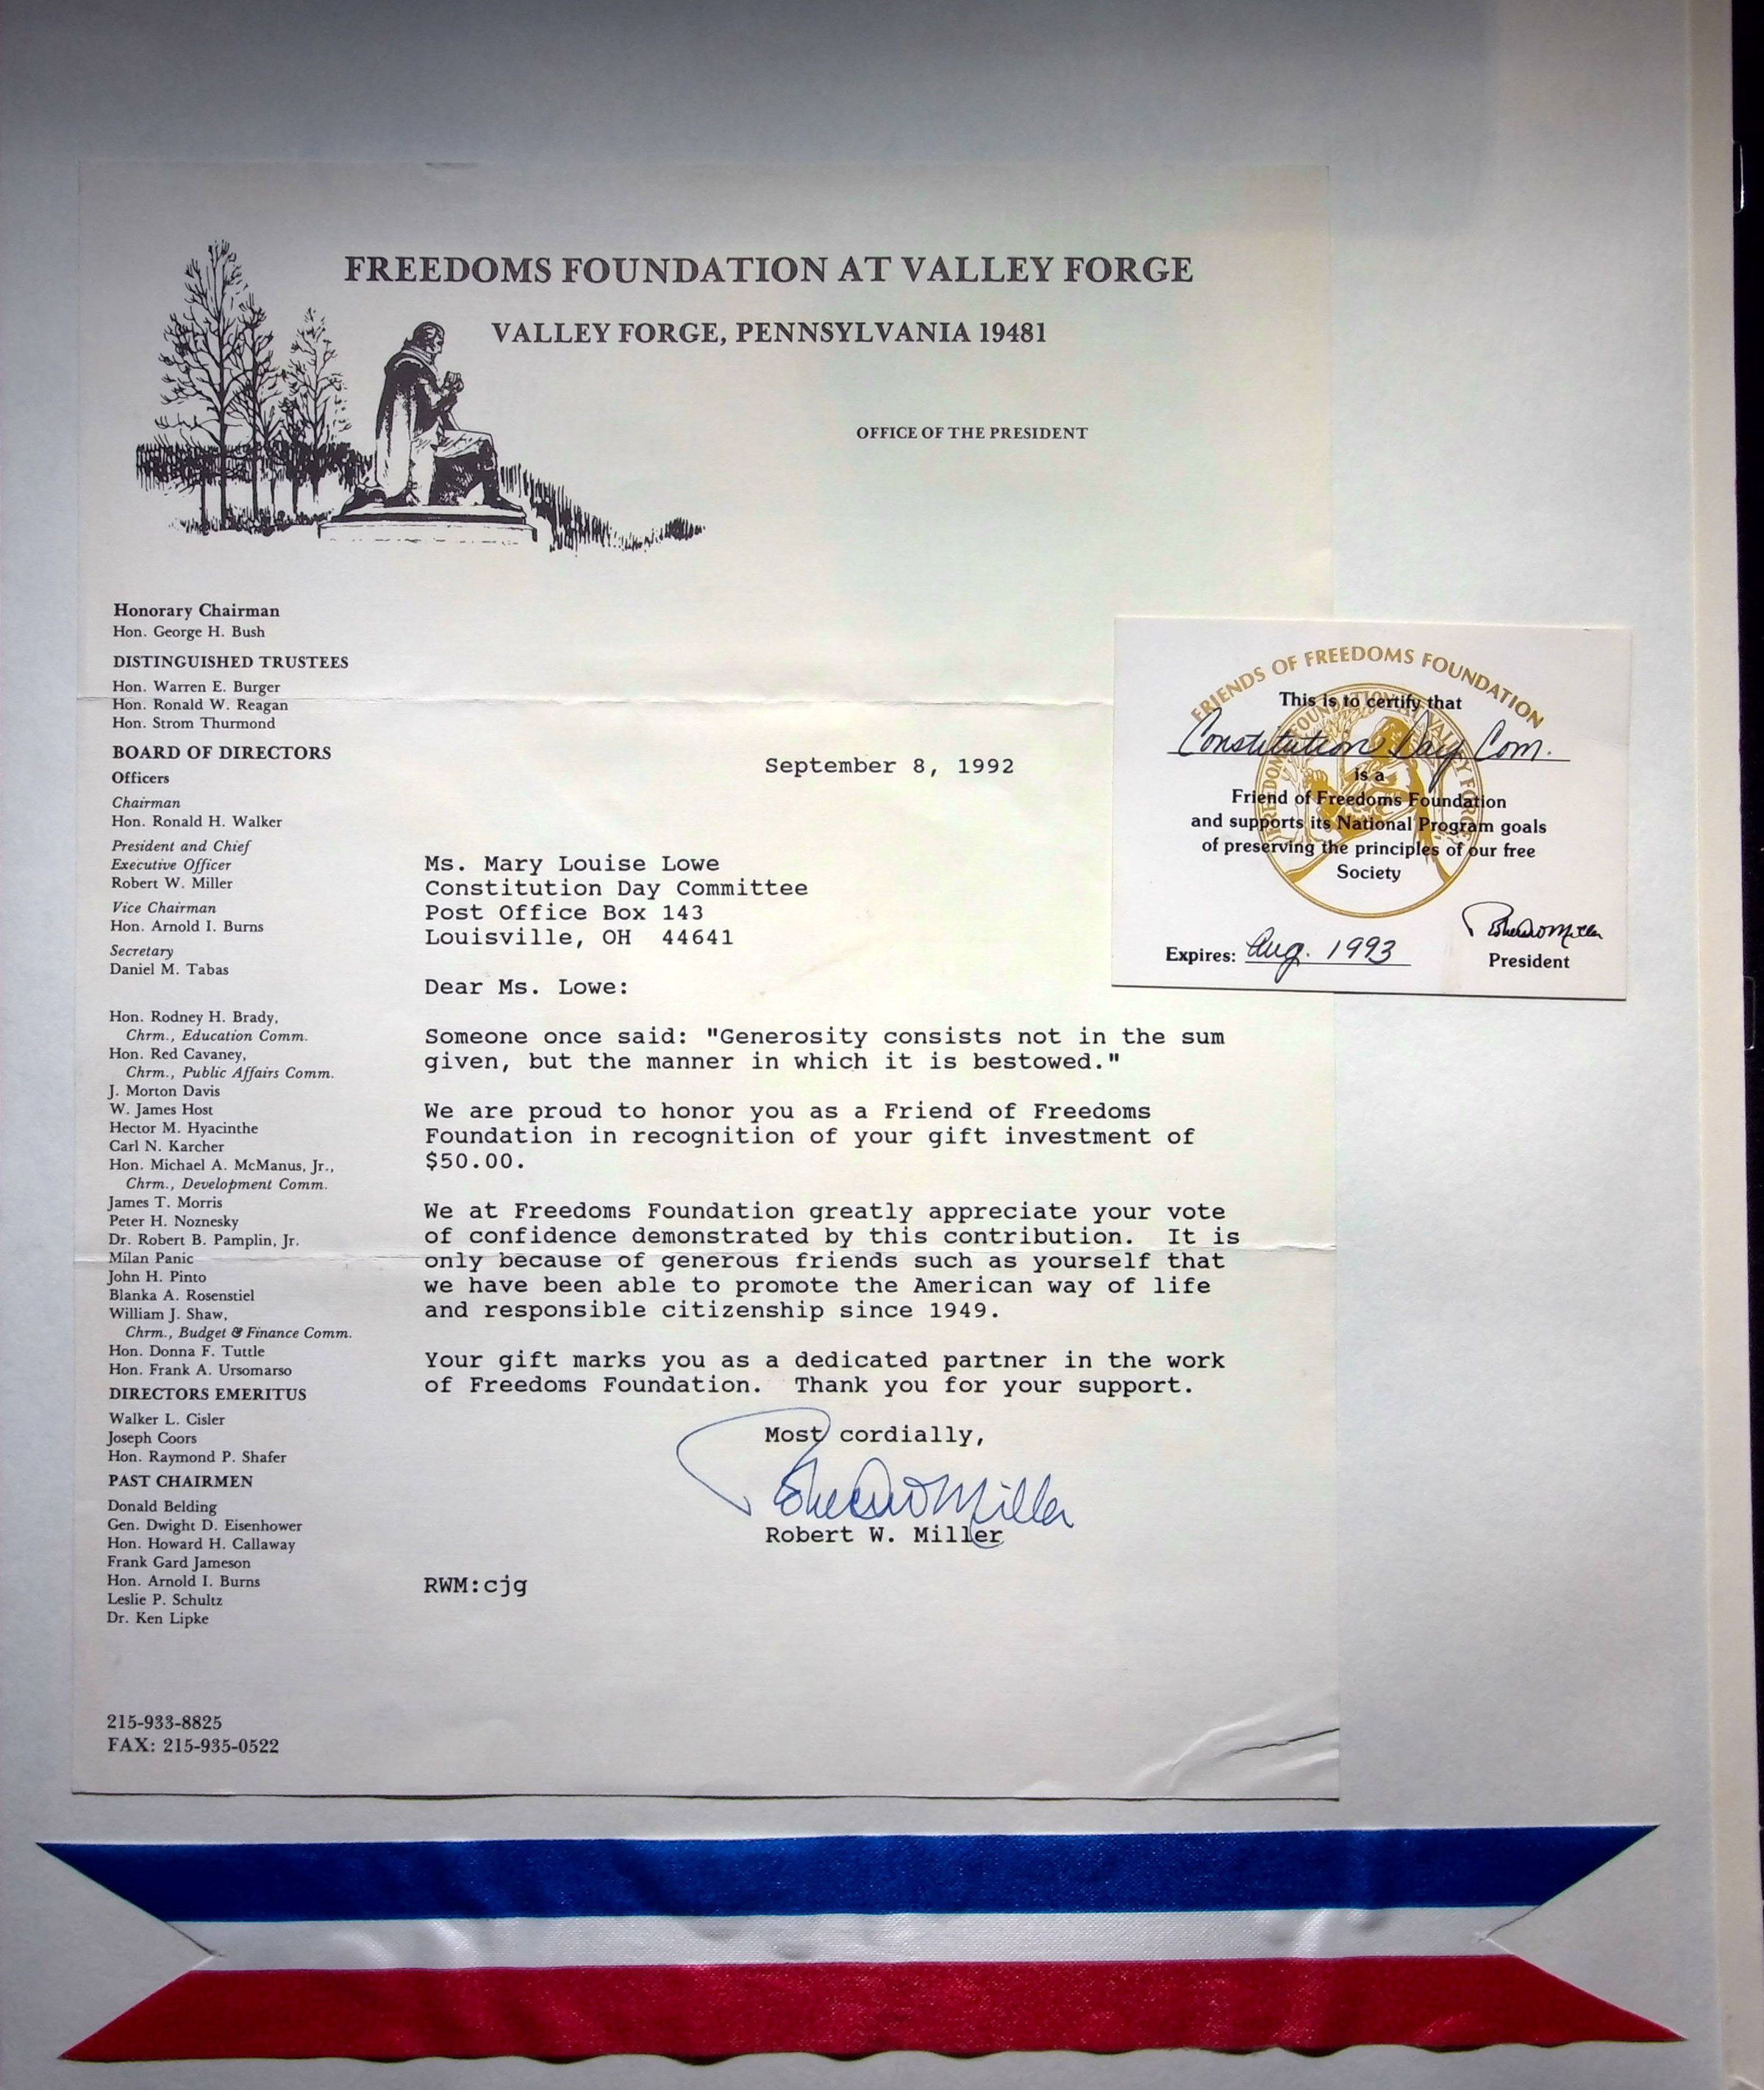 FREEDOMS FOUNDATION AT VALLEY FORGE
VALLEY FORGE, PENNSYLVANIA 19481
OFFICE OF THE PRESIDENT
Honorary Chairman
Hon. George H. Bush
DISTINGUISHED TRUSTEES
Hon. Warren E. Burger
Hon. Ronald W. Reagan
Hon. Strom Thurmond
BOARD OF DIRECTORS
Officers
Chairman
Hon. Ronald H. Walker
President and Chief
Executive Officer
Robert W. Miller
Vice Chairman
Hon. Arnold I. Burns
Secretary
Daniel M. Tabas
Hon. Rodney H. Brady,
Chrm., Education Comm.
Hon. Red Cavaney,
Chrm., Public Affairs Comm.
J. Morton Davis
W. James Host
Hector M. Hyacinthe
Carl N. Karcher
Hon. Michael A. McManus, Jr.,
Chrm., Development Comm.
James T. Morris
Peter H. Noznesky
Dr. Robert B. Pamplin, Jr.
Milan Panic
John H. Pinto
Blanka A. Rosenstiel
William J. Shaw,
Chrm., Budget & Finance Comm.
Hon. Donna F. Tuttle
Hon. Frank A. Ursomarso
DIRECTORS EMERITUS
Walker L. Cisler
Joseph Coors
Hon. Raymond P. Shafer
PAST CHAIRMEN
Donald Belding
Gen. Dwight D. Eisenhower
Hon. Howard H. Callaway
Frank Gard Jameson
Hon. Arnold I. Burns
Leslie P. Schultz
Dr. Ken Lipke
215-933-8825
FAX: 215-935-0522
September 8, 1992
Ms. Mary Louise Lowe
Constitution Day Committee
Post Office Box 143
Louisville, OH 44641
Dear Ms. Lowe:
Someone once said: "Generosity consists not in the sum
given, but the manner in which it is bestowed."
We are proud to honor you as a Friend of Freedoms
Foundation in recognition of your gift investment of
$50.00.
We at Freedoms Foundation greatly appreciate your vote
of confidence demonstrated by this contribution. It is
only because of generous friends such as yourself that
we have been able to promote the American way of life
and responsible citizenship since 1949.
Your gift marks you as a dedicated partner in the work
of Freedoms Foundation. Thank you for your support.
Most cordially,
Robert W Miller
Robert W. Miller
RWM:cjg
FRIENDS OF FREEDOMS FOUNDATION
This is to certify that
Constitution Day Com.
is a
Friend of Freedoms Foundation
and supports its National Program goals
of preserving the principles of our free
Society
Robert W Miller
Expires: Aug. 1993
President
FREEDOMS FOUNDATION AT VALLEY FORGE